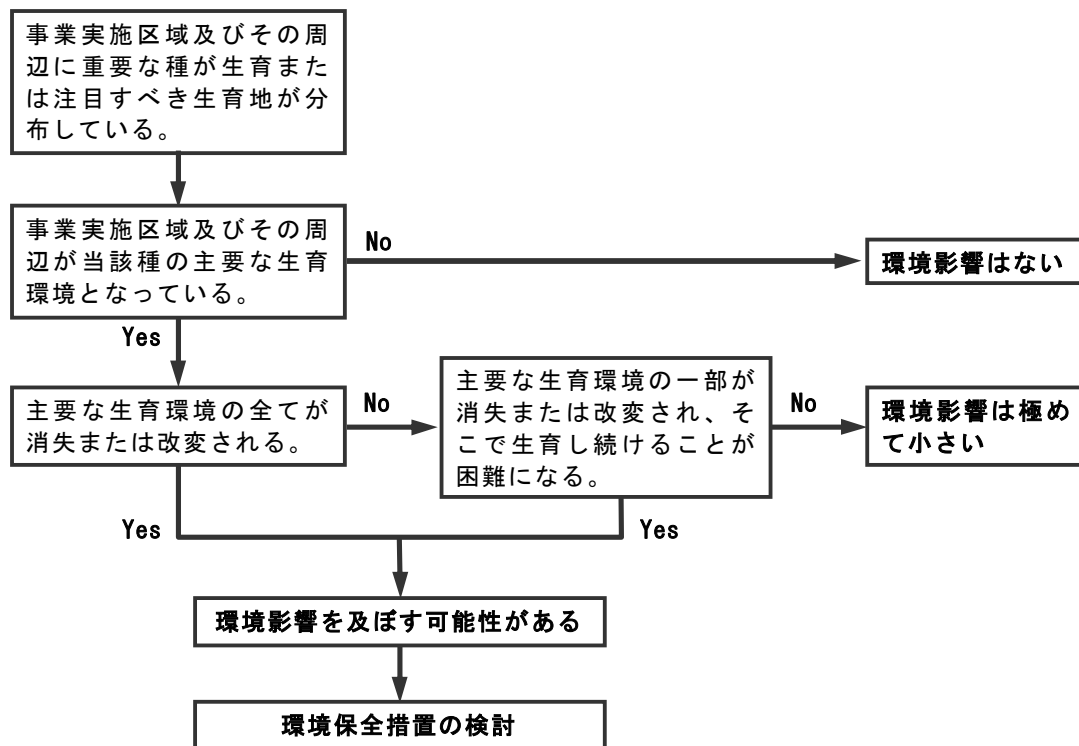 事業実施区域及びその周
辺に重要な種が生育また
は注目すべき生育地が分
布している。
事業実施区域及びその周
辺が当該種の主要な生育
環境となっている。
No
環境影響はない
Yes
主要な生育環境の全てが
消失または改変される。
No
主要な生育環境の一部が
消失または改変され、そ
こで生育し続けることが
困難になる。
No
環境影響は極め
て小さい
Yes
Yes
環境影響を及ぼす可能性がある
環境保全措置の検討